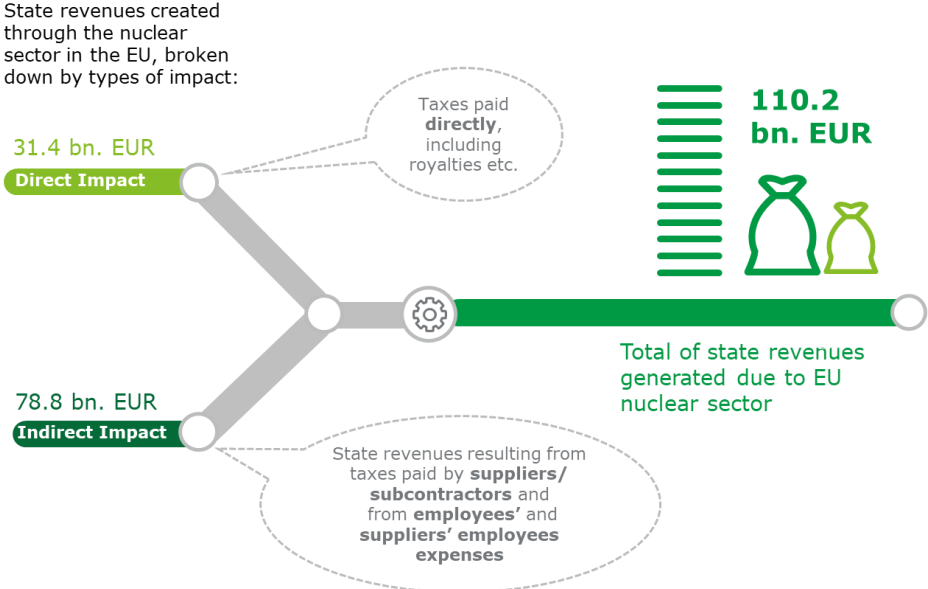 State revenues created
through the nuclear
sector in the EU, broken
down by types of impact:
31.4 bn. EUR
Direct Impact
Taxes paid
directly,
including
royalties etc.
110.2
bn. EUR
Total of state revenues
generated due to EU
nuclear sector
78.8 bn. EUR
Indirect Impact
State revenues resulting from
taxes paid by suppliers/
subcontractors and
from employees’ and
suppliers’ employees
expenses